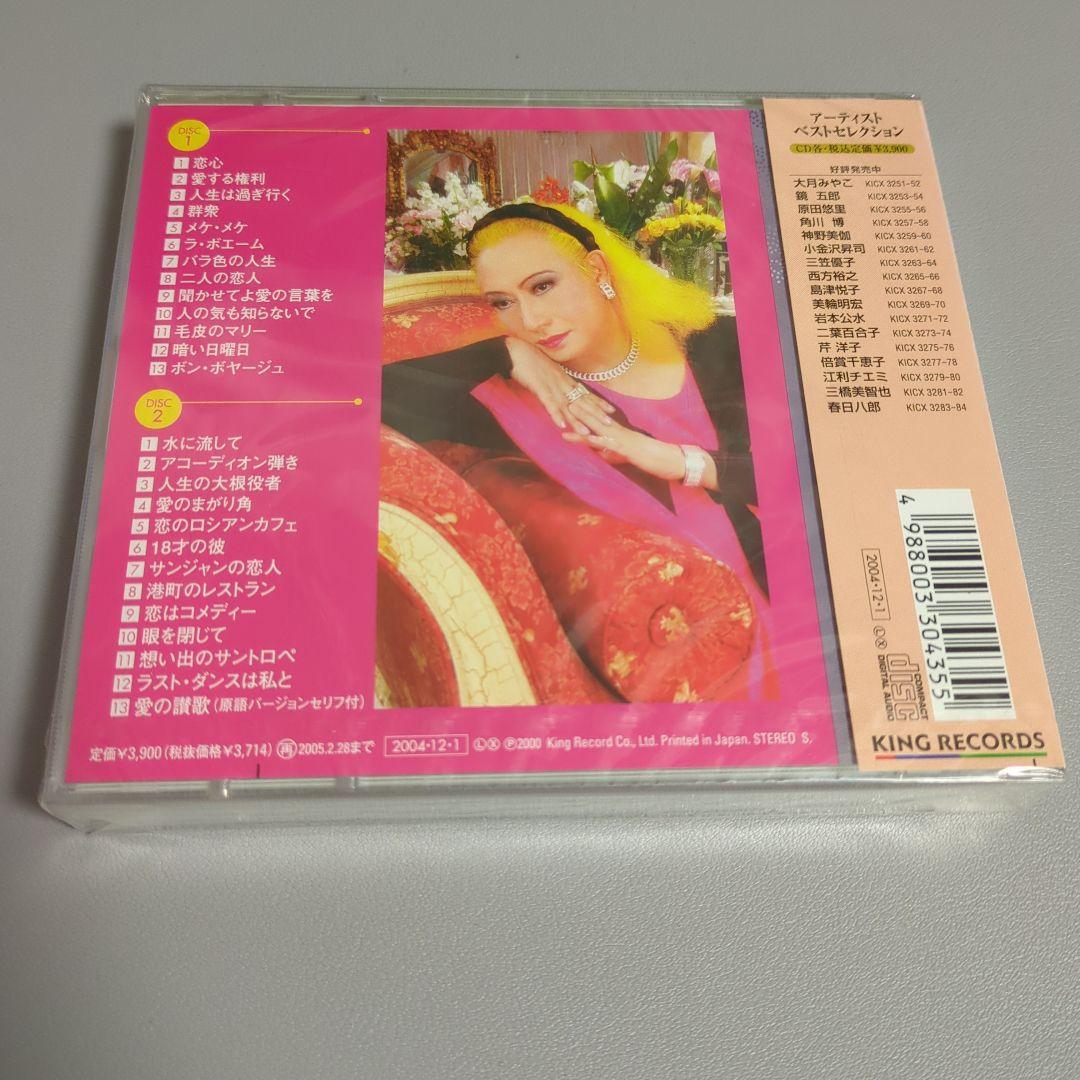 DISC
1
1 恋心
2 愛する権利
3 人生は過ぎ行く
4 群衆
5 メケ・メケ
6 ラ・ボエーム
7 バラ色の人生
8 二人の恋人
9 聞かせてよ愛の言葉を
10 人の気も知らないで
11 毛皮のマリー
12 暗い日曜日
13 ボン・ボヤージュ
DISC
2
1 水に流して
2 アコーディオン弾き
3 人生の大根役者
4 愛のまがり角
5 恋のロシアンカフェ
6 18才の彼
7 サンジャンの恋人
8 港町のレストラン
9 恋はコメディー
10 眼を閉じて
11 想い出のサントロペ
12 ラスト・ダンスは私と
13 愛の讃歌(原語バージョンセリフ付)
定価¥3,900(税抜価格¥3,714) 再2005.2.28まで 2004・12・1 Ⓛ Ⓧ Ⓟ2000 King Record Co., Ltd. Printed in Japan. STEREO S.
アーティスト
ベストセレクション
CD各・税込定価¥3,900
好評発売中
大月みやこ KICX 3251-52
鏡 五郎 KICX 3253-54
原田悠里 KICX 3255-56
角川 博 KICX 3257-58
神野美伽 KICX 3259-60
小金沢昇司 KICX 3261-62
三笠優子 KICX 3263-64
西方裕之 KICX 3265-66
島津悦子 KICX 3267-68
美輪明宏 KICX 3269-70
岩本公水 KICX 3271-72
二葉百合子 KICX 3273-74
芹 洋子 KICX 3275-76
倍賞千恵子 KICX 3277-78
江利チエミ KICX 3279-80
三橋美智也 KICX 3281-82
春日八郎 KICX 3283-84
4 988003 304355
2004・12・1
Ⓛ Ⓧ
COMPACT
disc
DIGITAL AUDIO
KING RECORDS